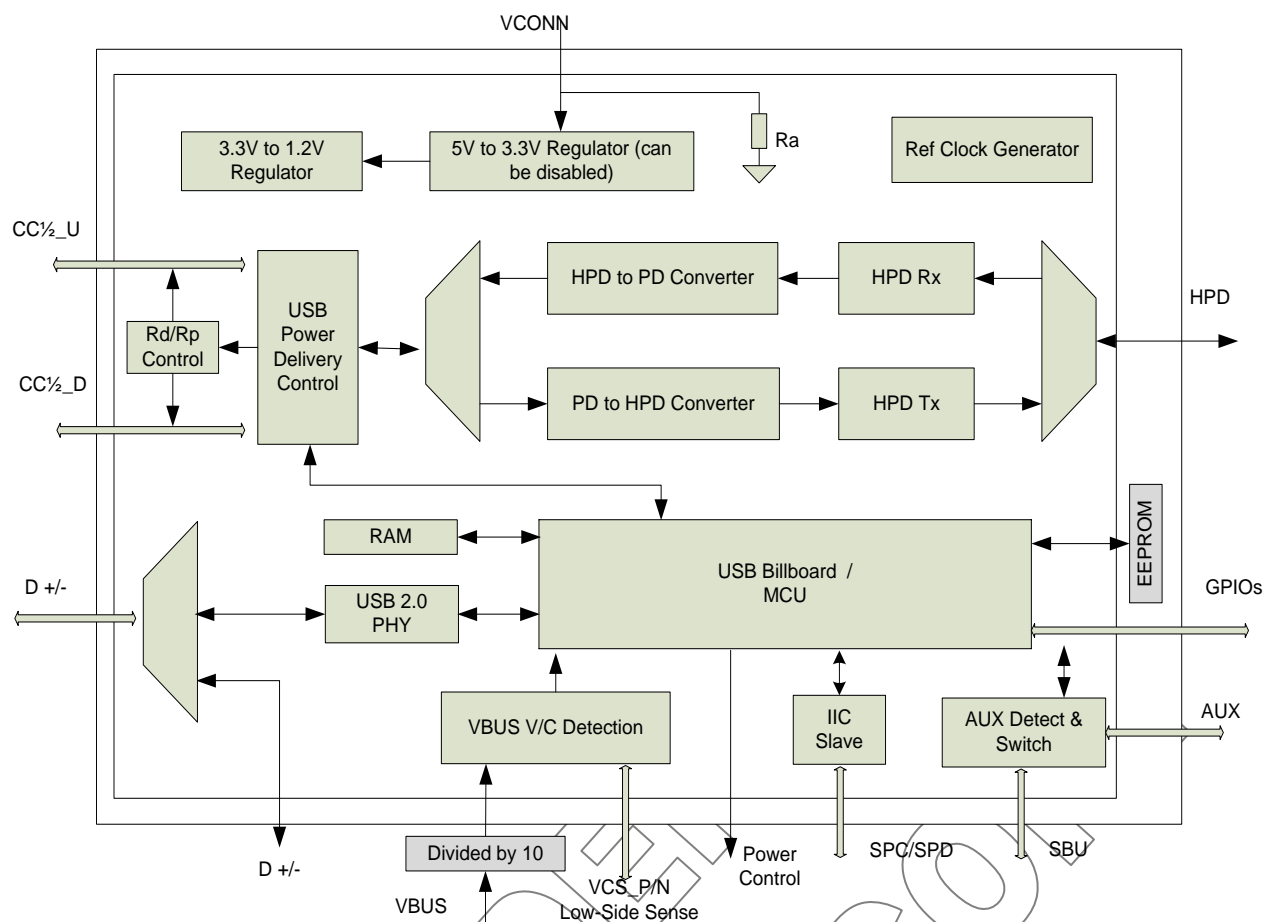 VCONN
3.3V to 1.2V
Regulator
5V to 3.3V Regulator (can
be disabled)
Ra
Ref Clock Generator
CC½_U
USB
Power
Delivery
Control
HPD to PD Converter
HPD Rx
HPD
Rd/Rp
Control
CC½_D
PD to HPD Converter
HPD Tx
RAM
USB Billboard /
MCU
EEPROM
D +/-
USB 2.0
PHY
GPIOs
VBUS V/C Detection
IIC
Slave
AUX Detect &
Switch
AUX
D +/-
Divided by 10
VBUS
VCS_P/N
Low-Side Sense
Power
Control
SPC/SPD
SBU